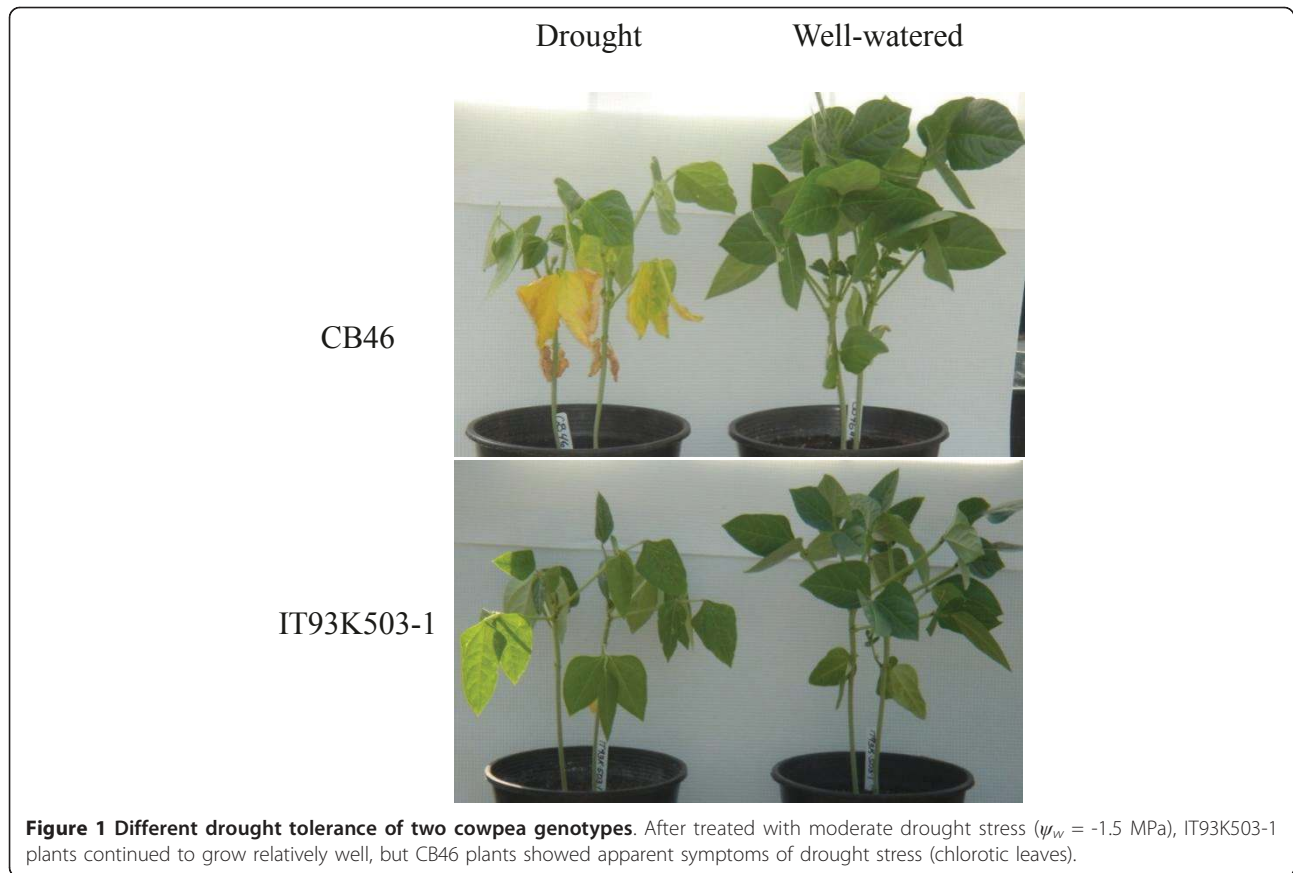 Drought Well-watered
CB46
CB46
IT93K503-1
Figure 1 Different drought tolerance of two cowpea genotypes. After treated with moderate drought stress (ψw = -1.5 MPa), IT93K503-1
plants continued to grow relatively well, but CB46 plants showed apparent symptoms of drought stress (chlorotic leaves).